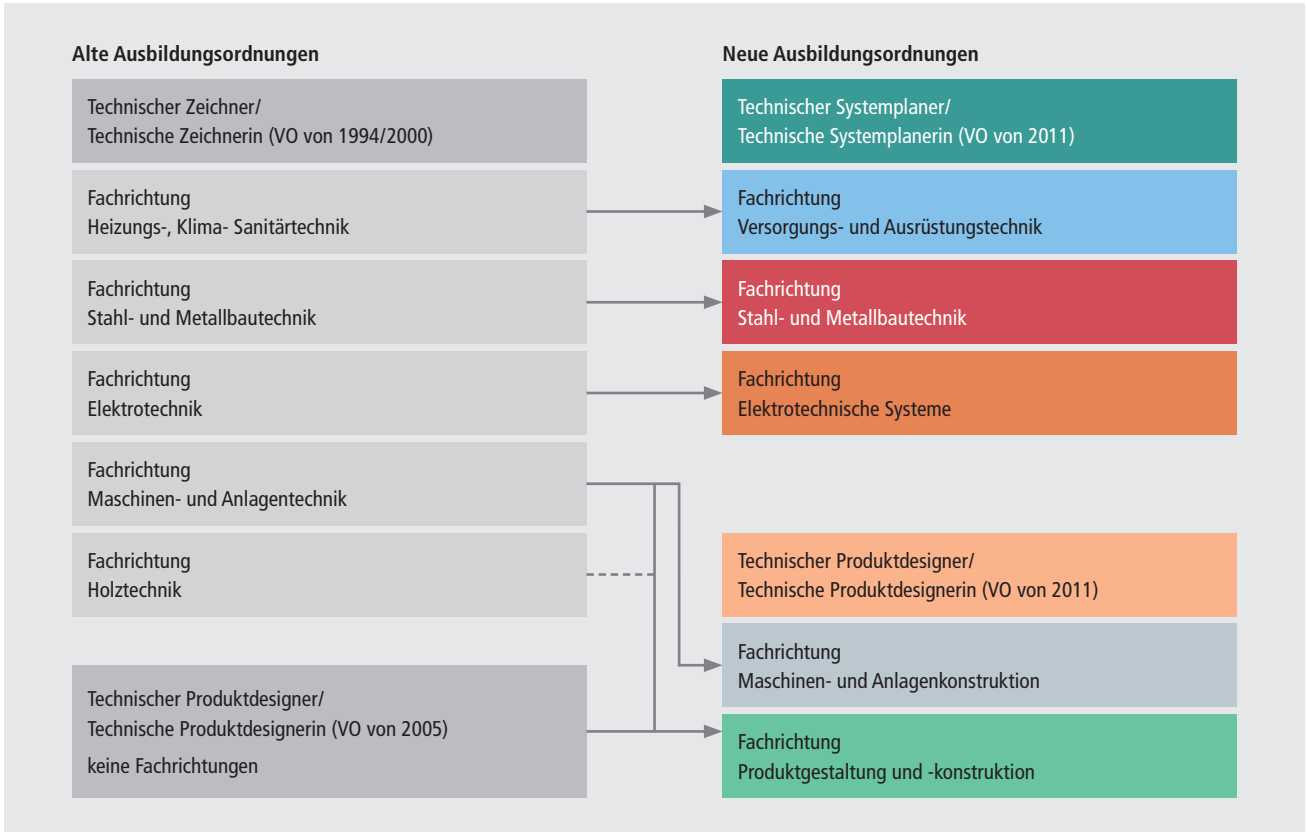 Alte Ausbildungsordnungen
Technischer Zeichner/
Technische Zeichnerin (VO von 1994/2000)
Fachrichtung
Heizungs-, Klima- Sanitärtechnik
Fachrichtung
Stahl- und Metallbautechnik
Fachrichtung
Elektrotechnik
Fachrichtung
Maschinen- und Anlagentechnik
Fachrichtung
Holztechnik
Technischer Produktdesigner/
Technische Produktdesignerin (VO von 2005)
keine Fachrichtungen
Neue Ausbildungsordnungen
Technischer Systemplaner/
Technische Systemplanerin (VO von 2011)
Fachrichtung
Versorgungs- und Ausrüstungstechnik
Fachrichtung
Stahl- und Metallbautechnik
Fachrichtung
Elektrotechnische Systeme
Technischer Produktdesigner/
Technische Produktdesignerin (VO von 2011)
Fachrichtung
Maschinen- und Anlagenkonstruktion
Fachrichtung
Produktgestaltung und -konstruktion